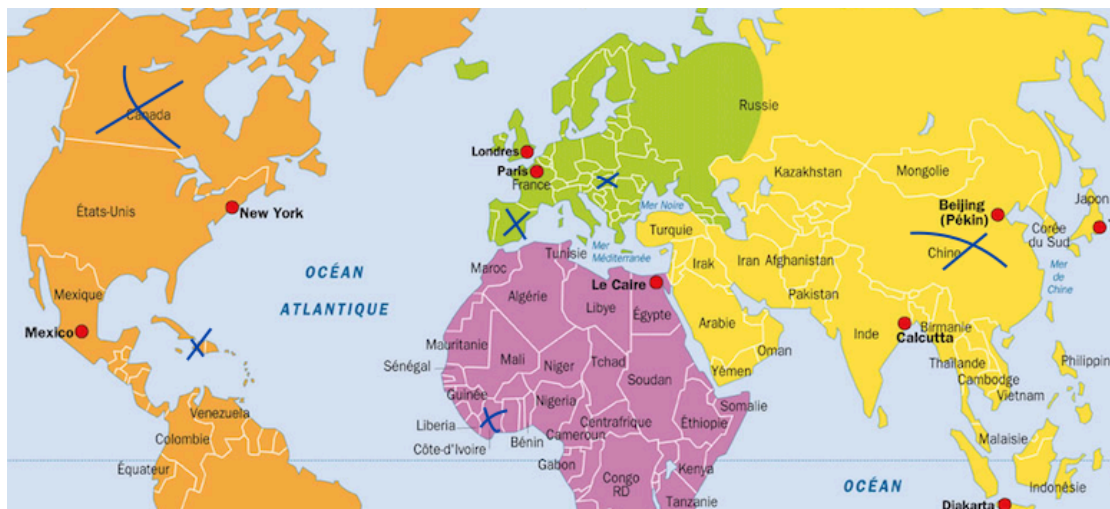 Canada
Russie
Londres
Paris
France
Kazakhstan
Mongolie
États-Unis
New York
Mer Noire
Turquie
Beijing
(Pékin)
Japon
Corée
du Sud
Chine
Mer
de
Chine
OCÉAN
ATLANTIQUE
Mer
Méditerranée
Tunisie
Maroc
Irak
Iran
Afghanistan
Mexique
Algérie
Libye
Le Caire
Égypte
Pakistan
Mexico
Arabie
Inde
Calcutta
Birmanie
Mauritanie
Mali
Niger
Tchad
Oman
Sénégal
Soudan
Yémen
Thaïlande
Cambodge
Vietnam
Philippin
Guinée
Nigeria
Somalie
Venezuela
Liberia
Centrafrique
Éthiopie
Colombie
Côte-d'Ivoire
Bénin
Cameroun
Malaisie
Équateur
Gabon
Congo
RD
Kenya
Tanzanie
OCÉAN
Indonésie
Djakarta